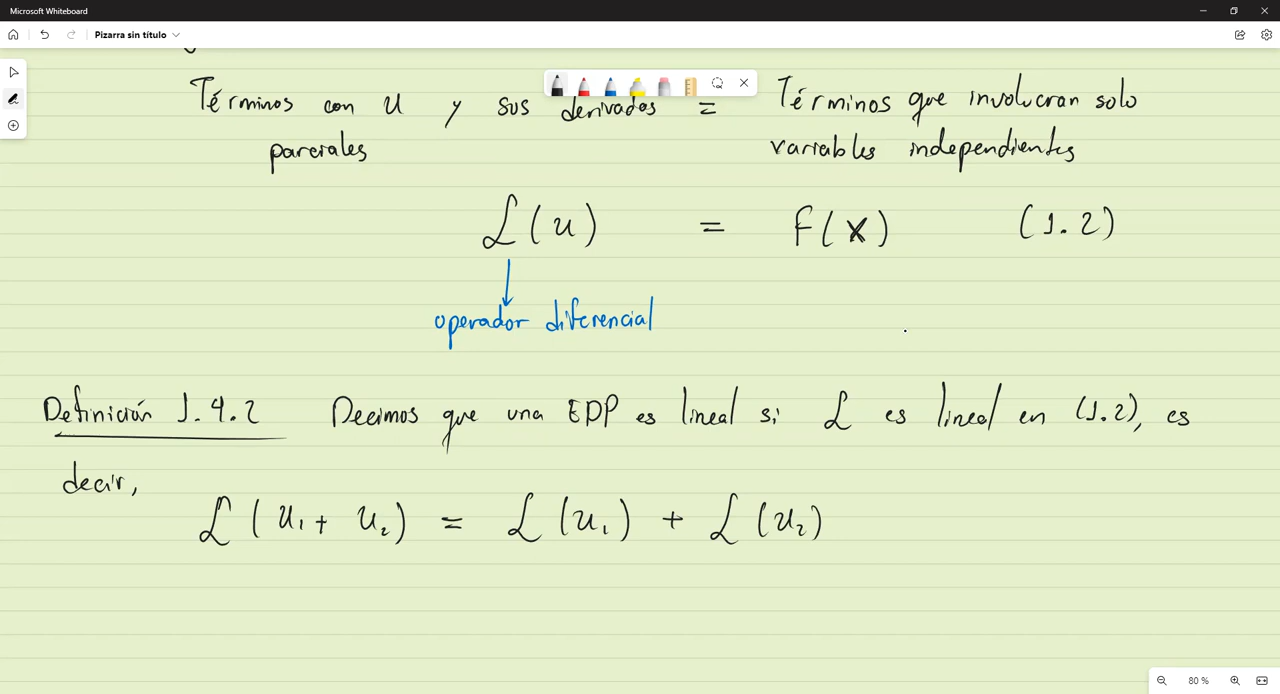 Microsoft Whiteboard
Pizarra sin título
Términos con u y sus derivadas = Términos que involucran solo
parciales variables independientes
ℒ(u) = F(x) (1.2)
operador diferencial
Definición 1.4.2 Decimos que una EDP es lineal si ℒ es lineal en (1.2), es
decir,
ℒ(u₁ + u₂) = ℒ(u₁) + ℒ(u₂)
80 %